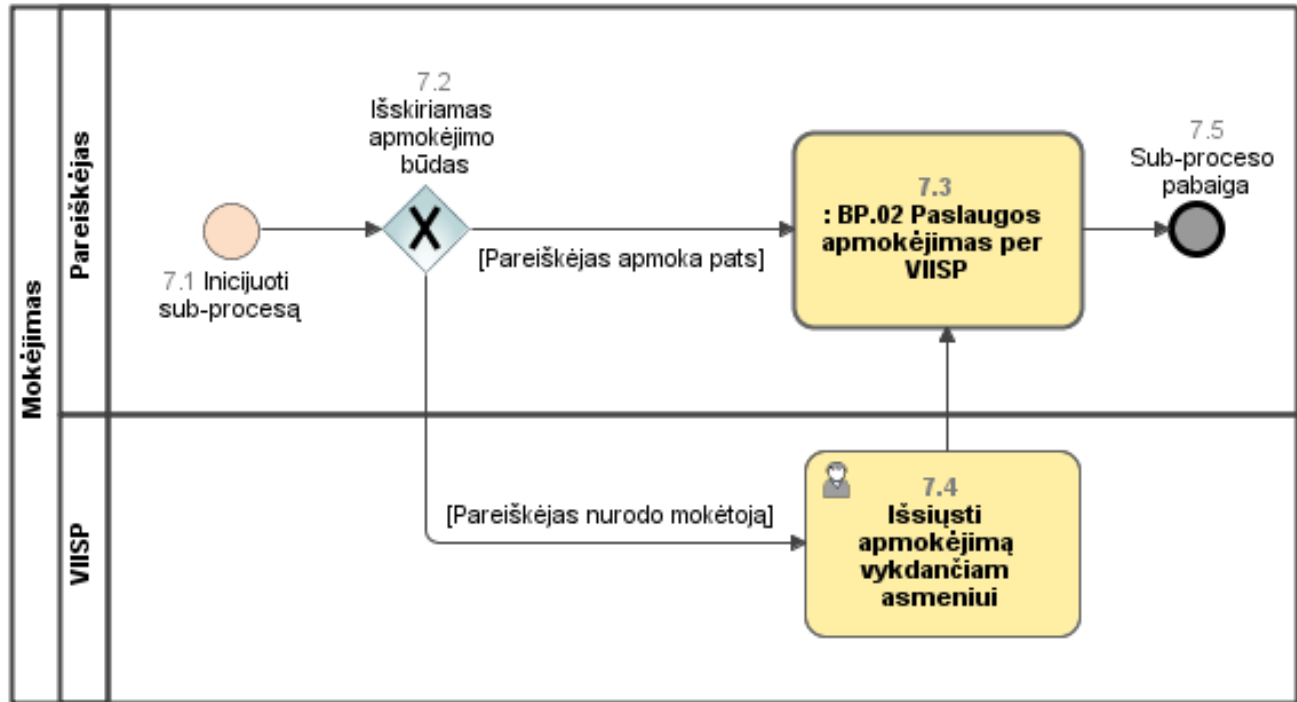 Mokėjimas
Pareiškėjas
7.1 Inicijuoti
sub-procesą
7.2
Išskiriamas
apmokėjimo
būdas
[Pareiškėjas apmoka pats]
7.3
: BP.02 Paslaugos
apmokėjimas per
VIISP
7.5
Sub-proceso
pabaiga
VIISP
[Pareiškėjas nurodo mokėtoją]
7.4
Išsiųsti
apmokėjimą
vykdančiam
asmeniui